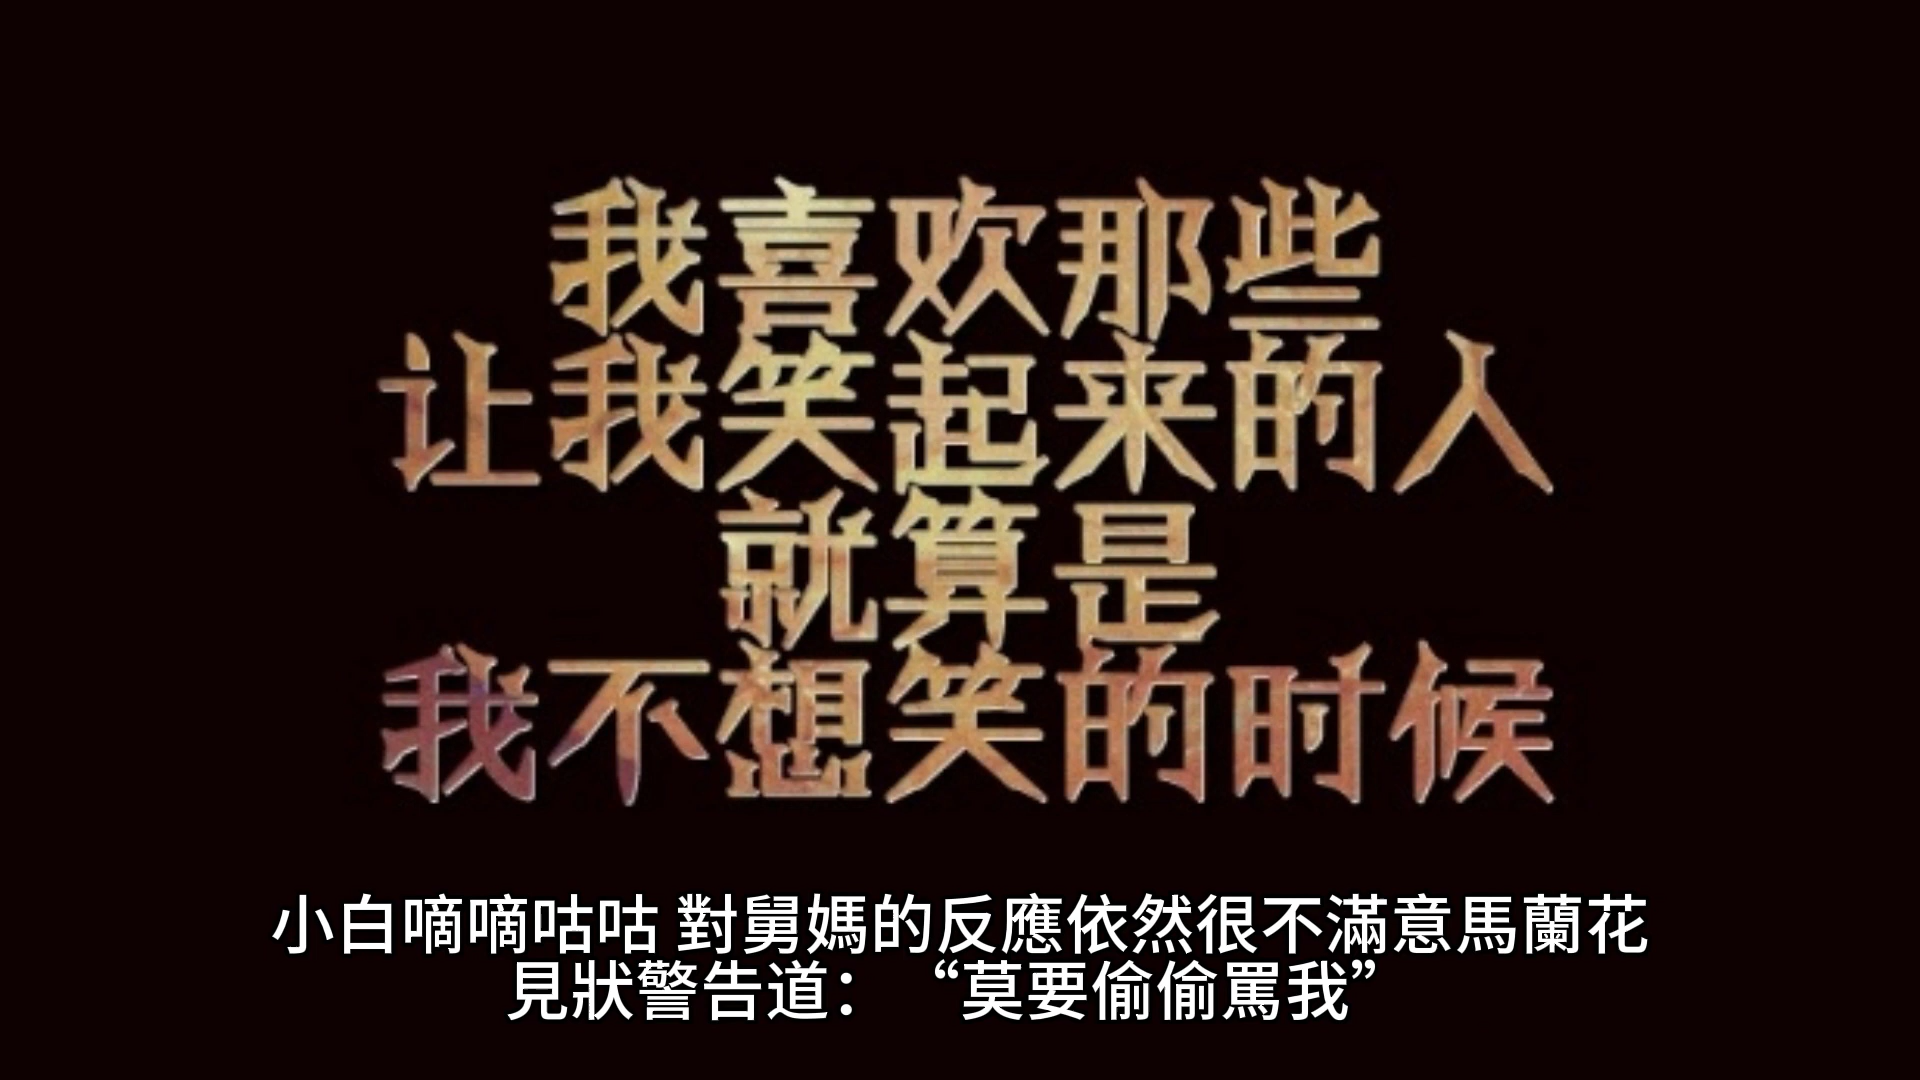 我喜欢那些
让我笑起来的人
就算是
我不想笑的时候
小白嘀嘀咕咕 對舅媽的反應依然很不滿意馬蘭花
見狀警告道：“莫要偷偷罵我”